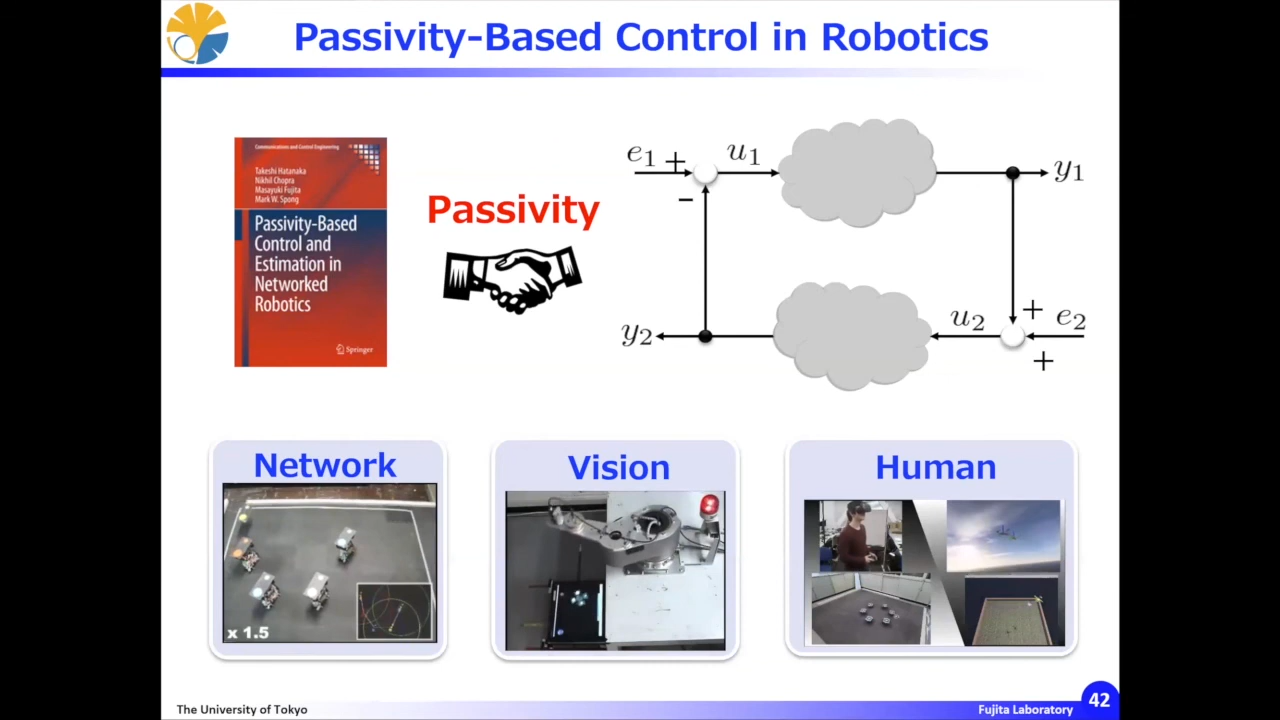 Passivity-Based Control in Robotics
Communications and Control Engineering
Takeshi Hatanaka
Nikhil Chopra
Masayuki Fujita
Mark W. Spong
Passivity-Based
Control and
Estimation in
Networked
Robotics
Springer
Passivity
e1 + u1 y1
-
y2 u2 + e2
+
Network
x 1.5
Vision
Human
The University of Tokyo
Fujita Laboratory
42